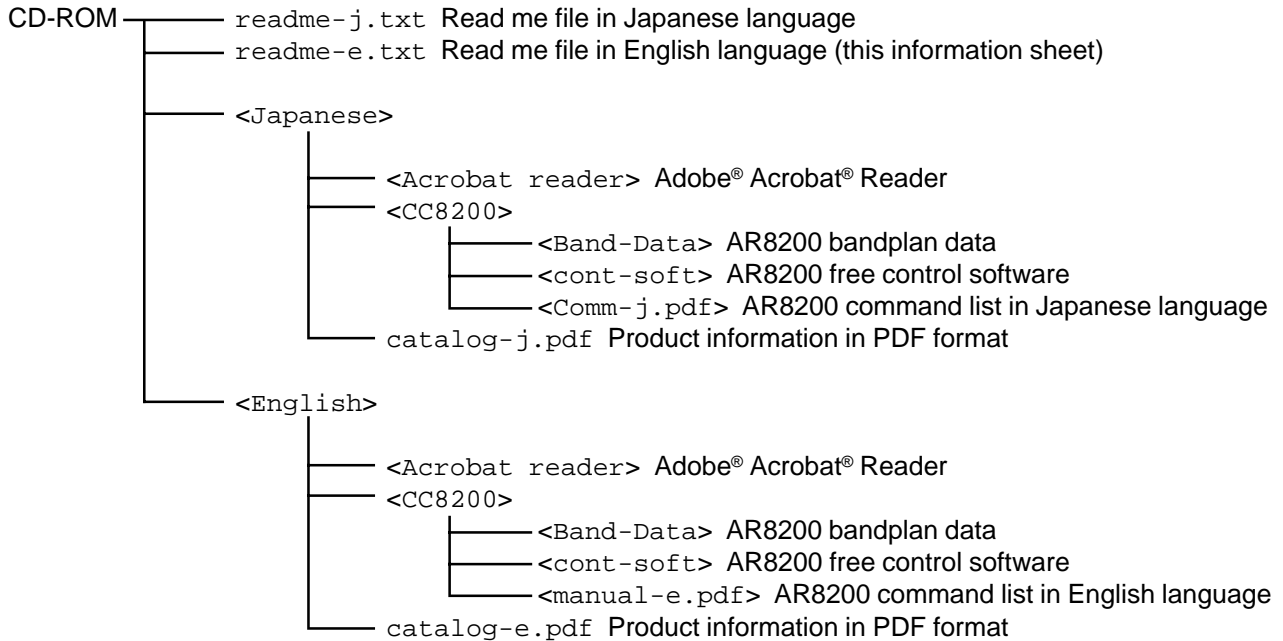 CD-ROM readme-j.txt Read me file in Japanese language
readme-e.txt Read me file in English language (this information sheet)
<Japanese>
<Acrobat reader> Adobe® Acrobat® Reader
<CC8200>
<Band-Data> AR8200 bandplan data
<cont-soft> AR8200 free control software
<Comm-j.pdf> AR8200 command list in Japanese language
catalog-j.pdf Product information in PDF format
<English>
<Acrobat reader> Adobe® Acrobat® Reader
<CC8200>
<Band-Data> AR8200 bandplan data
<cont-soft> AR8200 free control software
<manual-e.pdf> AR8200 command list in English language
catalog-e.pdf Product information in PDF format